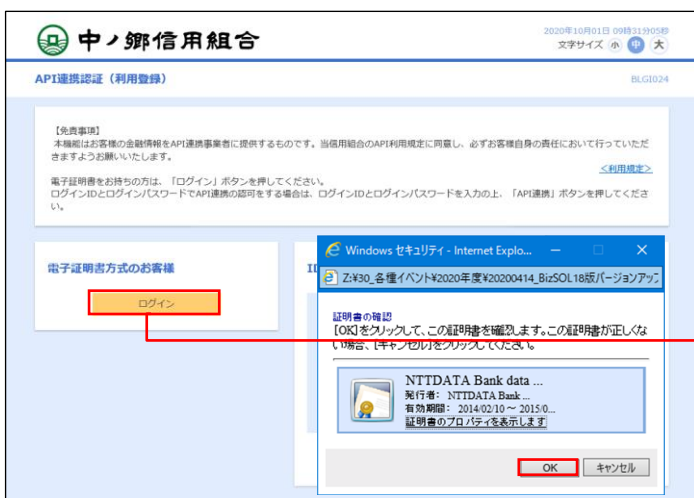 中ノ郷信用組合
2020年10月01日 09時31分05秒
文字サイズ 小 中 大
API連携認証（利用登録）
BLGI024
【免責事項】
本機能はお客様の金融情報をAPI連携事業者に提供するものです。当信用組合のAPI利用規定に同意し、必ずお客様自身の責任において行っていただ
きますようお願いいたします。
＜利用規定＞
電子証明書をお持ちの方は、「ログイン」ボタンを押してください。
ログインIDとログインパスワードでAPI連携の認可をする場合は、ログインIDとログインパスワードを入力の上、「API連携」ボタンを押してくださ
い。
電子証明書方式のお客様
ログイン
Windows セキュリティ - Internet Explo...
Z:¥30_各種イベント¥2020年度¥20200414_BizSOL18版バージョンアップ
証明書の確認
[OK]をクリックして、この証明書を確認します。この証明書が正しくな
い場合、[キャンセル]をクリックしてください。
NTTDATA Bank data ...
発行者: NTTDATA Bank ...
有効期間: 2014/02/10 ～ 2015/0...
証明書のプロパティを表示します
OK
キャンセル